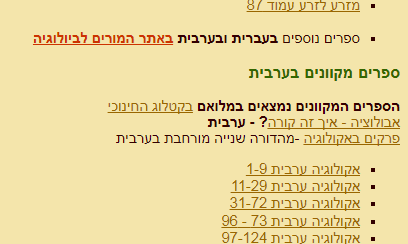 מזרע לזרע עמוד 87
ספרים נוספים בעברית ובערבית באתר המורים לביולוגיה
ספרים מקוונים בערבית
הספרים המקוונים נמצאים במלואם בקטלוג החינוכי
אבולוציה - איך זה קורה? - ערבית
פרקים באקולוגיה -מהדורה שנייה מורחבת בערבית
אקולוגיה ערבית 1-9
אקולוגיה ערבית 11-29
אקולוגיה ערבית 31-72
אקולוגיה ערבית 73 - 96
אקולוגיה ערבית 97-124